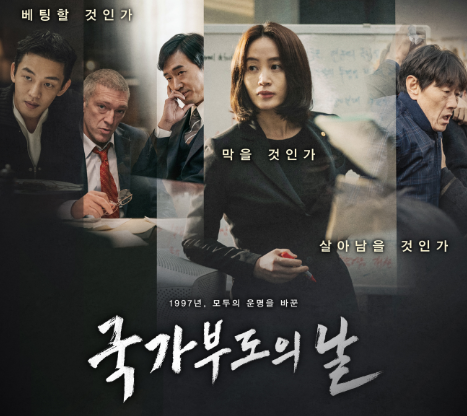 베팅할 것인가
막을 것인가
살아남을 것인가
1997년, 모두의 운명을 바꾼
국가부도의 날